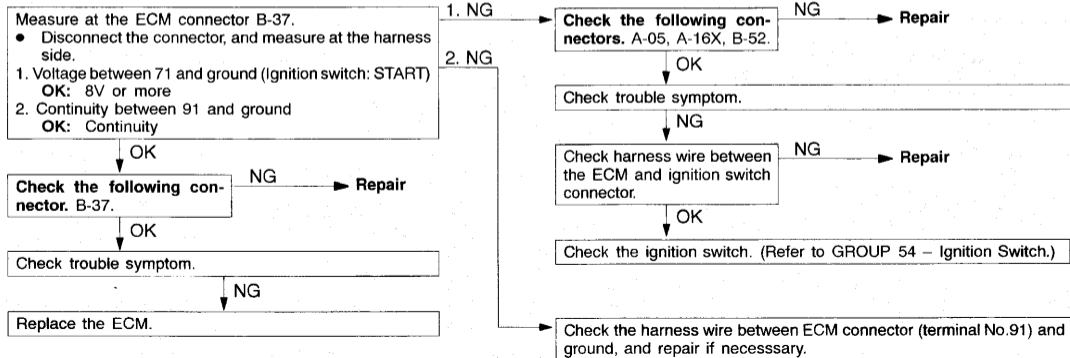 Measure at the ECM connector B-37.
● Disconnect the connector, and measure at the harness
side.
1. Voltage between 71 and ground (Ignition switch: START)
OK: 8V or more
2. Continuity between 91 and ground
OK: Continuity
OK
Check the following con-
nector. B-37.
NG
Repair
OK
Check trouble symptom.
NG
Replace the ECM.
1. NG
2. NG
Check the following con-
nectors. A-05, A-16X, B-52.
NG
Repair
OK
Check trouble symptom.
NG
Check harness wire between
the ECM and ignition switch
connector.
NG
Repair
OK
Check the ignition switch. (Refer to GROUP 54 – Ignition Switch.)
Check the harness wire between ECM connector (terminal No.91) and
ground, and repair if necesssary.